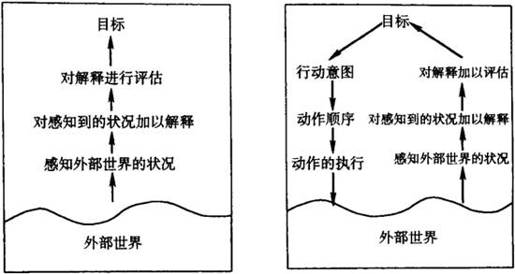 目标
对解释进行评估
对感知到的状况加以解释
感知外部世界的状况
外部世界
目标
行动意图
动作顺序
动作的执行
对解释加以评估
对感知到的状况加以解释
感知外部世界的状况
外部世界